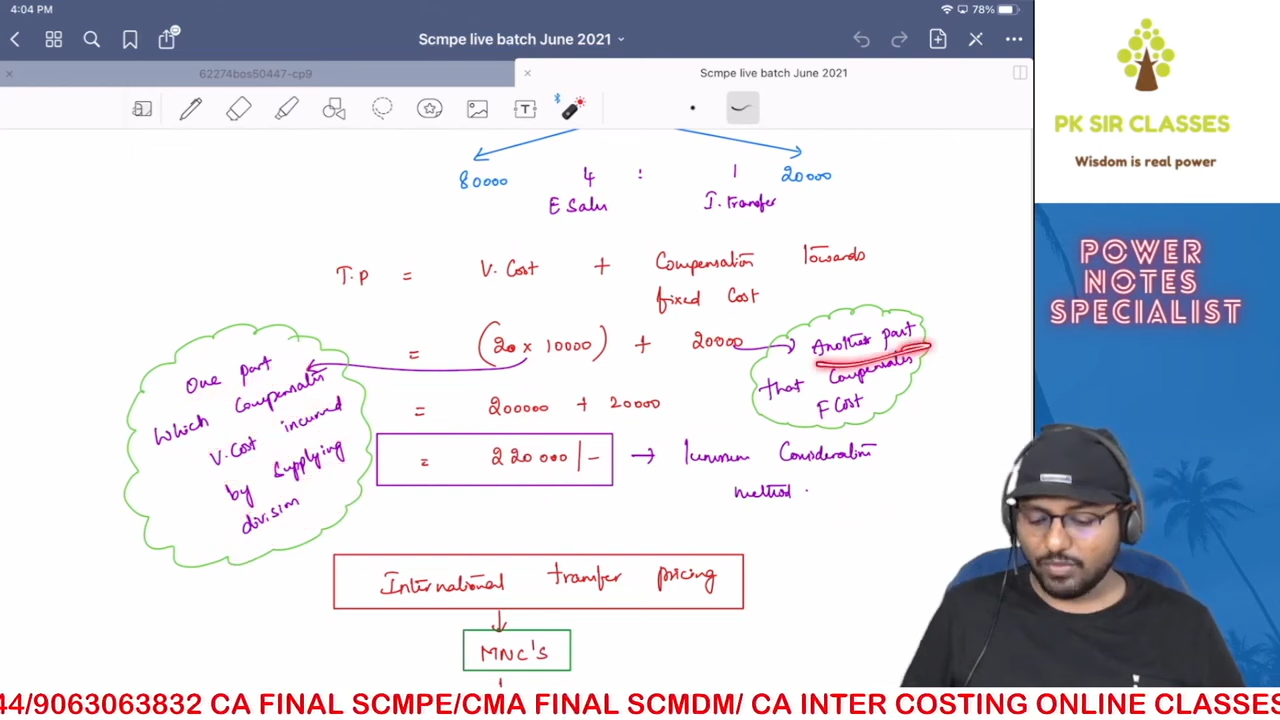 4:04 PM
78%
Scmpe live batch June 2021
62274bos50447-cp9
Scmpe live batch June 2021
80000 4 : 1 20000
E Sales I. transfer
T.P = V. Cost + Compensation Towards
fixed Cost
= (20 x 10000) + 20000
Another part
that Compensates
F Cost
One part
Which Compensates
V. Cost incurred
by Supplying
division
= 200000 + 20000
= 220000/- → Consideration
method
International transfer pricing
MNC's
PK SIR CLASSES
Wisdom is real power
POWER
NOTES
SPECIALIST
44/9063063832 CA FINAL SCMPE/CMA FINAL SCMDM/ CA INTER COSTING ONLINE CLASSES